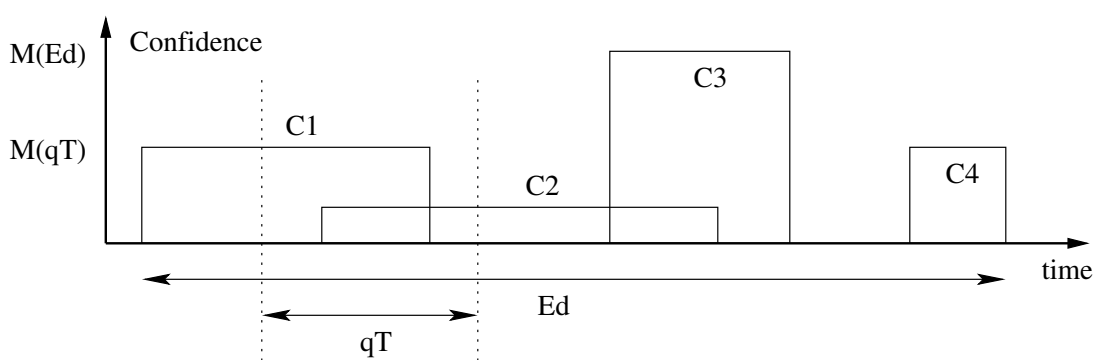 M(Ed)
Confidence
C3
C1
M(qT)
C4
C2
time
Ed
qT